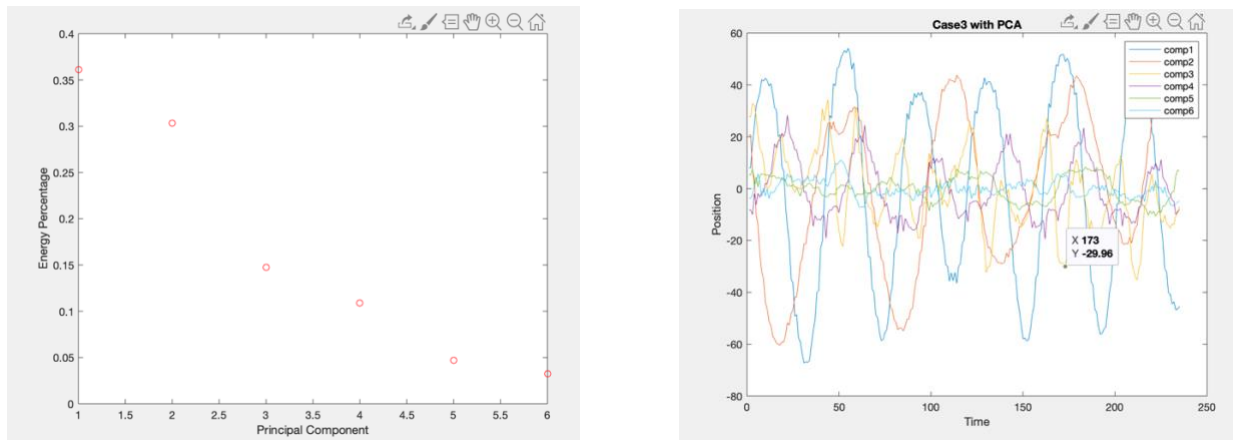 0.4
0.35
0.3
0.25
0.2
0.15
0.1
0.05
0
Energy Percentage
1 1.5 2 2.5 3 3.5 4 4.5 5 5.5 6
Principal Component
Case3 with PCA
60
40
20
0
-20
-40
-60
-80
Position
comp1
comp2
comp3
comp4
comp5
comp6
X 173
Y -29.96
0 50 100 150 200 250
Time